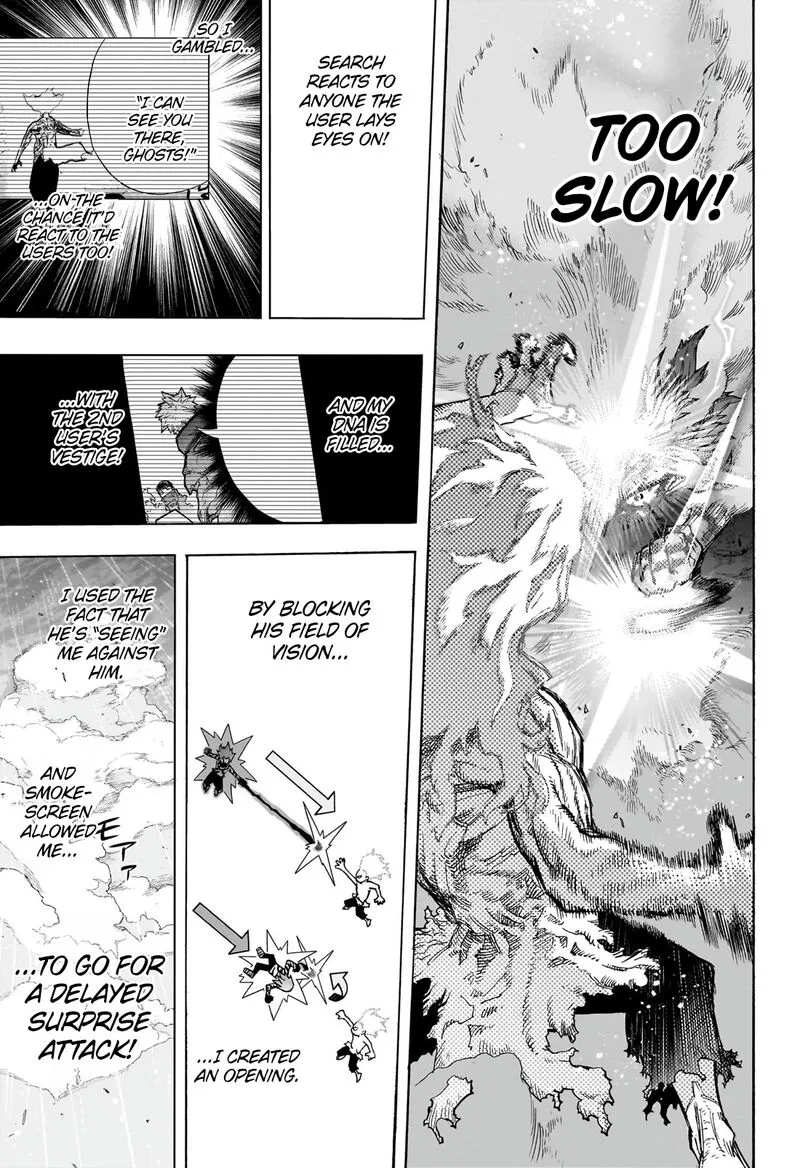 TOO
SLOW!
SEARCH
REACTS TO
ANYONE THE
USER LAYS
EYES ON!
SO I
GAMBLED...
"I CAN
SEE YOU
THERE,
GHOSTS!"
...ON THE
CHANCE IT'D
REACT TO THE
USERS TOO!
AND MY
DNA IS
FILLED...
...WITH
THE 2ND
USER'S
VESTIGE!
BY BLOCKING
HIS FIELD OF
VISION...
...I CREATED
AN OPENING.
I USED THE
FACT THAT
HE'S "SEEING"
ME AGAINST
HIM.
AND
SMOKE-
SCREEN
ALLOWED
ME...
モアァ
...TO GO FOR
A DELAYED
SURPRISE
ATTACK!